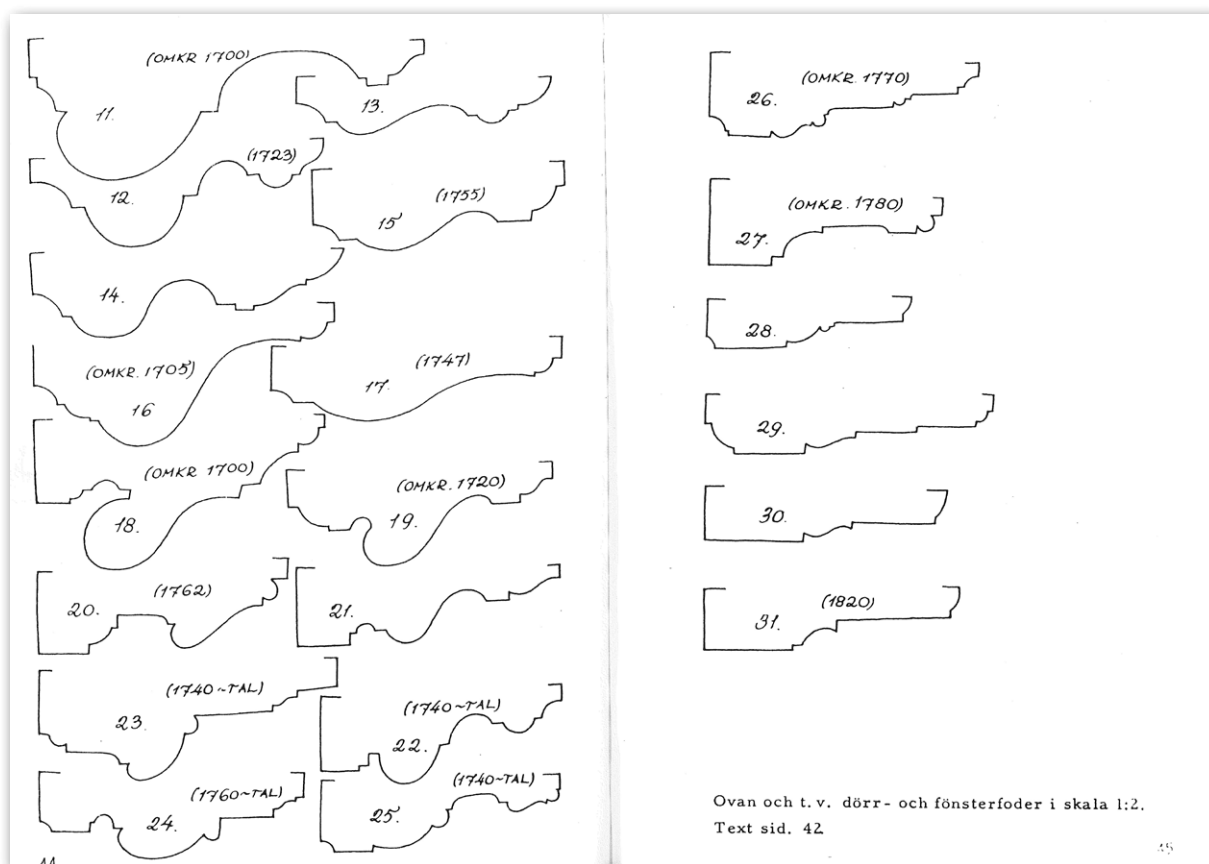 (OMKR. 1700)
11.
13.
(1723)
12.
(1755)
15
14.
(OMKR. 1705)
16
(1747)
17.
(OMKR. 1700)
18.
(OMKR. 1720)
19.
(1762)
20.
21.
(1740~TAL)
23.
(1740~TAL)
22.
(1760~TAL)
24.
(1740~TAL)
25.
44
(OMKR. 1770)
26.
(OMKR. 1780)
27.
28.
29.
30.
(1820)
31.
Ovan och t. v. dörr- och fönsterfoder i skala 1:2.
Text sid. 42
45